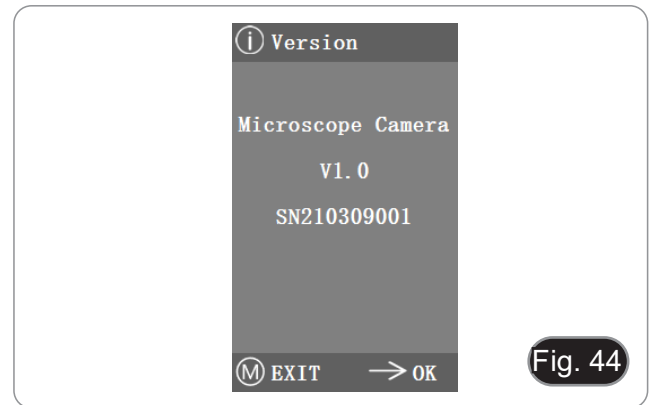 i Version
Microscope Camera
V1.0
SN210309001
M EXIT → OK
Fig. 44